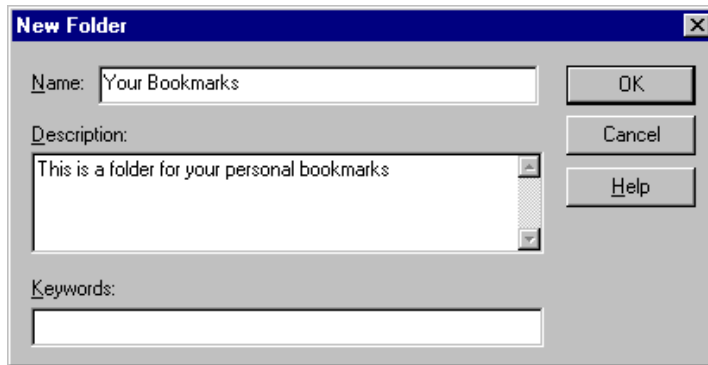 New Folder
Name: Your Bookmarks
OK
Description:
Cancel
This is a folder for your personal bookmarks
Help
Keywords: